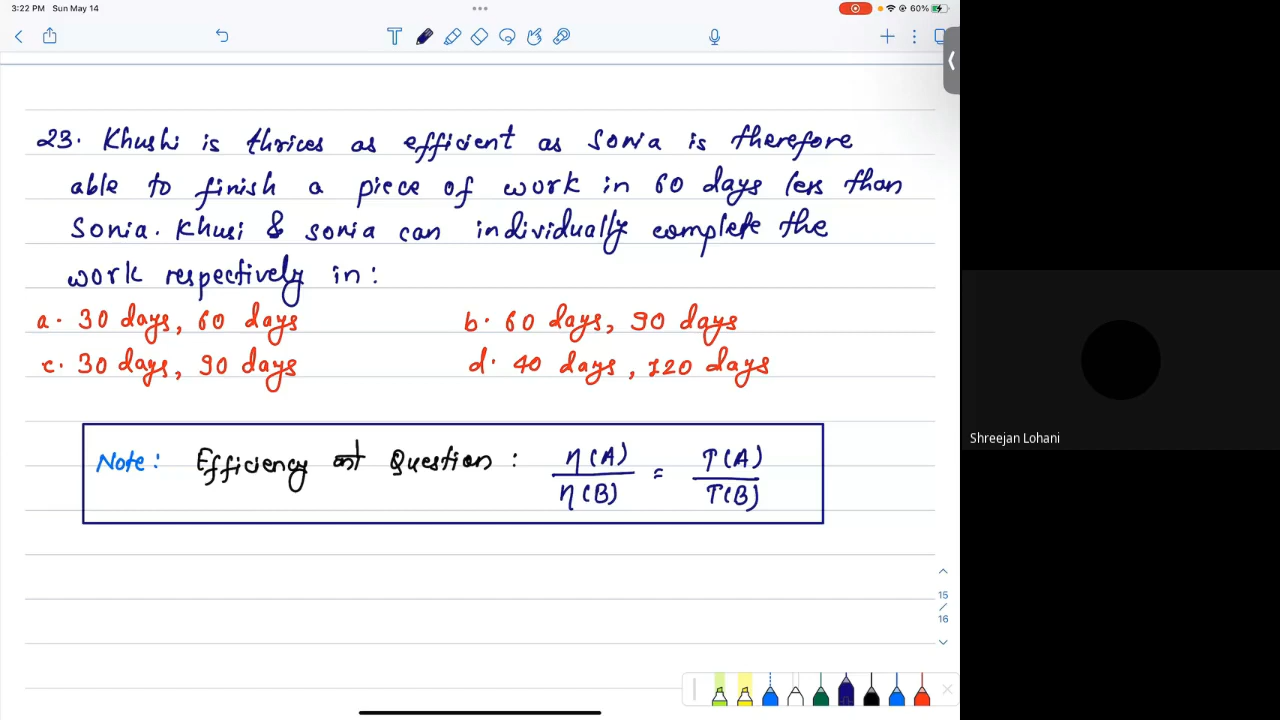 3:22 PM Sun May 14
60%
23. Khushi is thrices as efficient as Sonia is therefore
able to finish a piece of work in 60 days less than
Sonia. Khusi & sonia can individually complete the
work respectively in :
a. 30 days, 60 days b. 60 days, 90 days
c. 30 days, 90 days d. 40 days, 120 days
Note: Efficiency Question : η(A)/η(B) = T(A)/T(B)
15
/
16
Shreejan Lohani